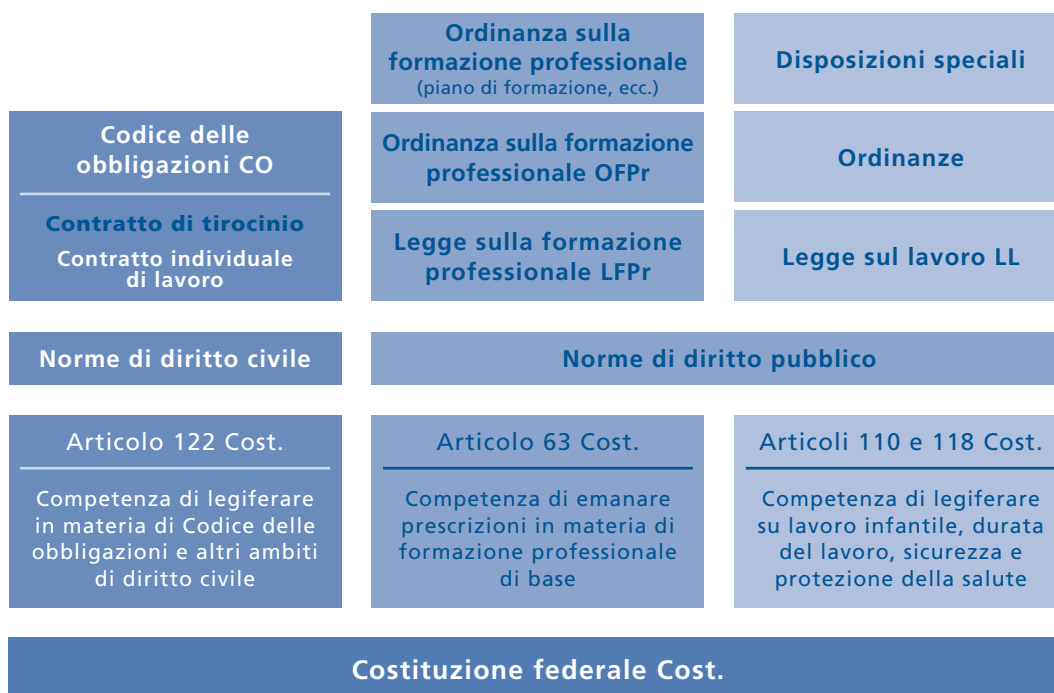 Ordinanza sulla
formazione professionale
(piano di formazione, ecc.)
Disposizioni speciali
Codice delle
obbligazioni CO
Contratto di tirocinio
Contratto individuale
di lavoro
Ordinanza sulla formazione
professionale OFPr
Ordinanze
Legge sulla formazione
professionale LFPr
Legge sul lavoro LL
Norme di diritto civile
Norme di diritto pubblico
Articolo 122 Cost.
Competenza di legiferare
in materia di Codice delle
obbligazioni e altri ambiti
di diritto civile
Articolo 63 Cost.
Competenza di emanare
prescrizioni in materia di
formazione professionale
di base
Articoli 110 e 118 Cost.
Competenza di legiferare
su lavoro infantile, durata
del lavoro, sicurezza e
protezione della salute
Costituzione federale Cost.